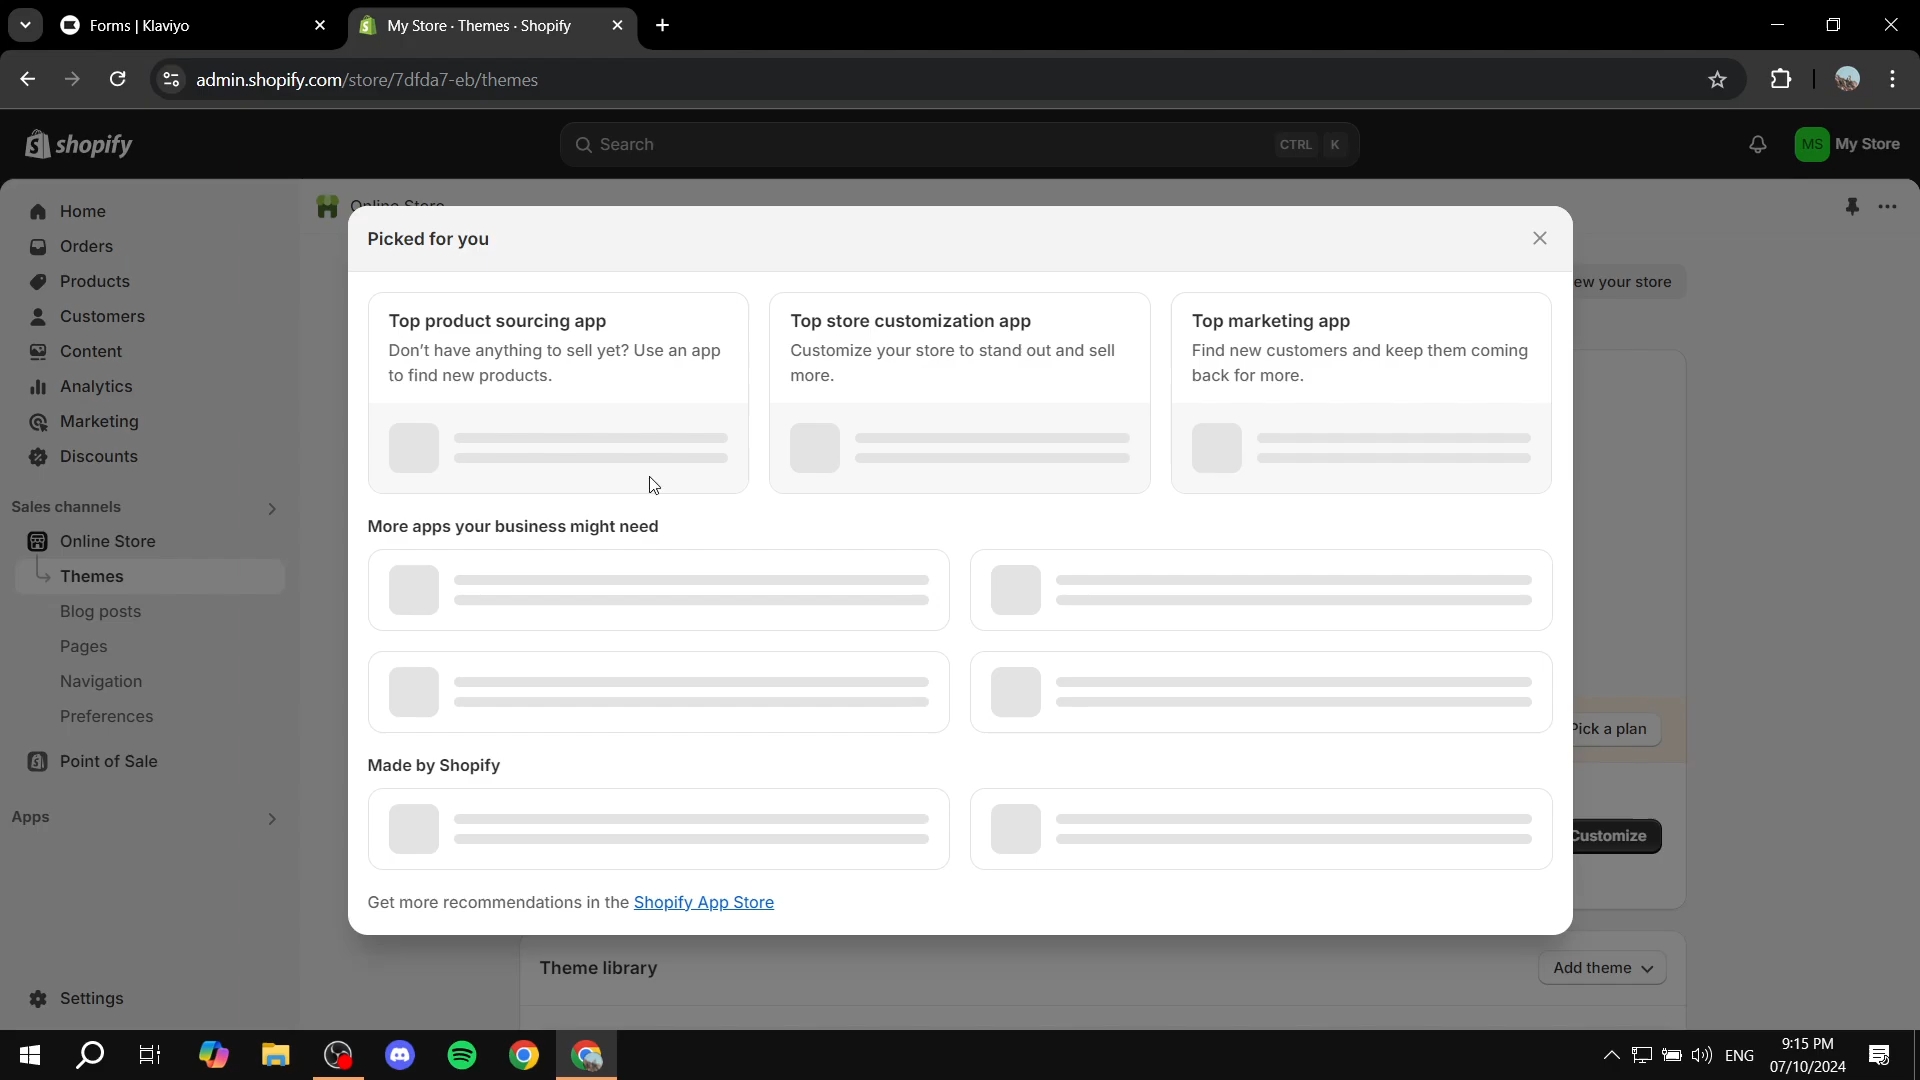 Forms | Klaviyo
My Store · Themes · Shopify
admin.shopify.com/store/7dfda7-eb/themes
shopify
Search
CTRL K
MS My Store
Home
Orders
Products
Customers
Content
Analytics
Marketing
Discounts
Sales channels
Online Store
Themes
Blog posts
Pages
Navigation
Preferences
Point of Sale
Apps
Settings
Online Store
ew your store
Picked for you
Top product sourcing app
Don't have anything to sell yet? Use an app
to find new products.
Top store customization app
Customize your store to stand out and sell
more.
Top marketing app
Find new customers and keep them coming
back for more.
More apps your business might need
Made by Shopify
Get more recommendations in the Shopify App Store
Pick a plan
Customize
Theme library
Add theme
ENG
9:15 PM
07/10/2024